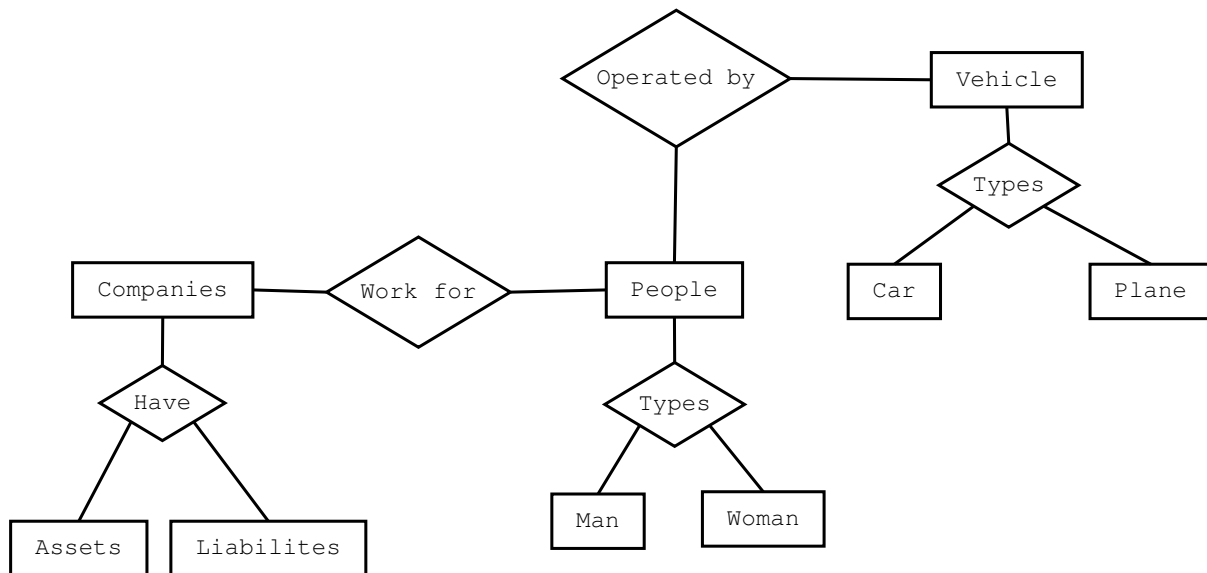 Operated by
Vehicle
Types
Companies
Work for
People
Car
Plane
Have
Types
Man
Woman
Assets
Liabilites